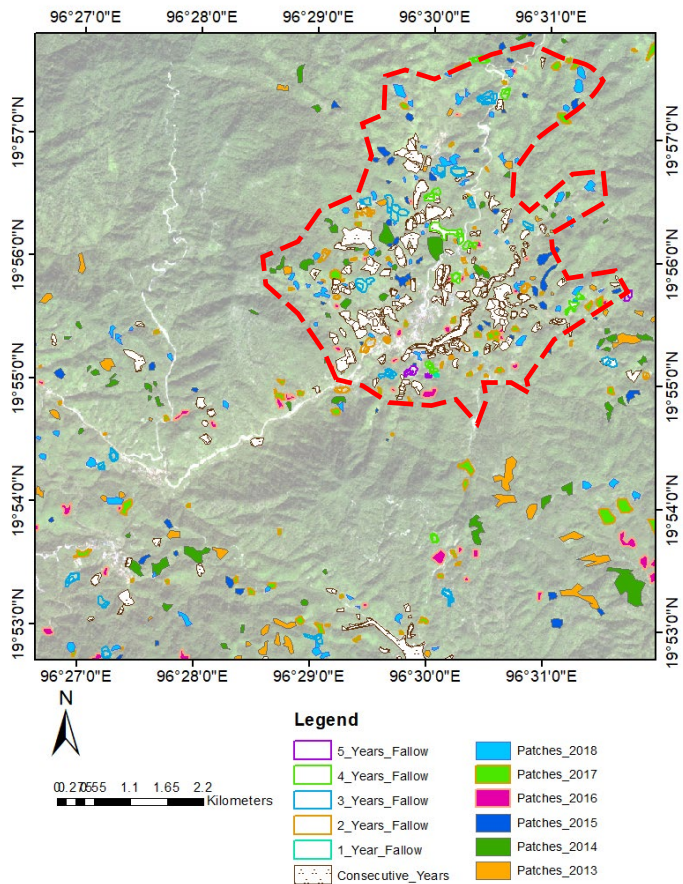 96°27'0"E 96°28'0"E 96°29'0"E 96°30'0"E 96°31'0"E
19°57'0"N 19°57'0"N
19°56'0"N 19°56'0"N
19°55'0"N 19°55'0"N
19°54'0"N 19°54'0"N
19°53'0"N 19°53'0"N
96°27'0"E 96°28'0"E 96°29'0"E 96°30'0"E 96°31'0"E
N
Legend
5_Years_Fallow Patches_2018
4_Years_Fallow Patches_2017
3_Years_Fallow Patches_2016
2_Years_Fallow Patches_2015
1_Year_Fallow Patches_2014
Consecutive_Years Patches_2013
1.1 1.65 2.2
Kilometers